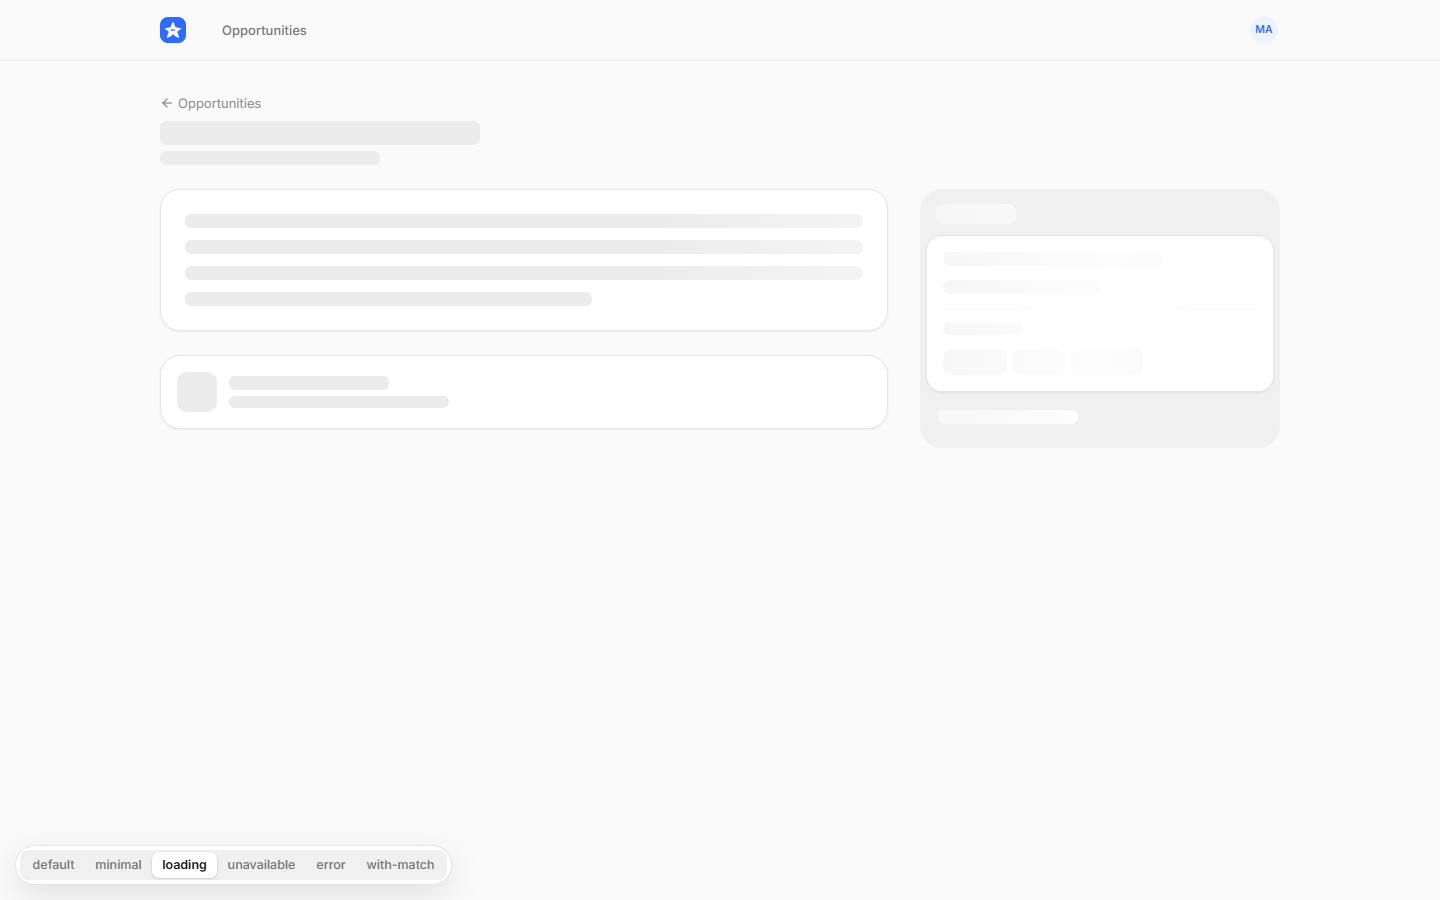 Opportunities
MA
Opportunities
default
minimal
loading
unavailable
error
with-match